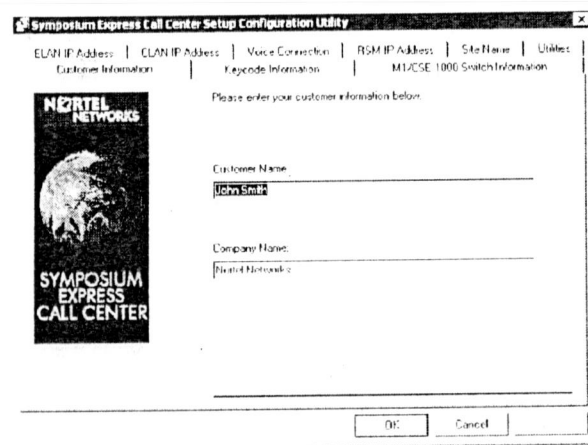 Symposium Express Call Center Setup Configuration Utility
ELAN IP Address | CLAN IP Address | Voice Connection | RSM IP Address | Site Name | Utilities
Customer Information | Keycode Information | M1/CSE 1000 Switch Information
NORTEL
NETWORKS
Please enter your customer information below.
Customer Name
John Smith
Company Name:
Nortel Networks
SYMPOSIUM
EXPRESS
CALL CENTER
OK
Cancel